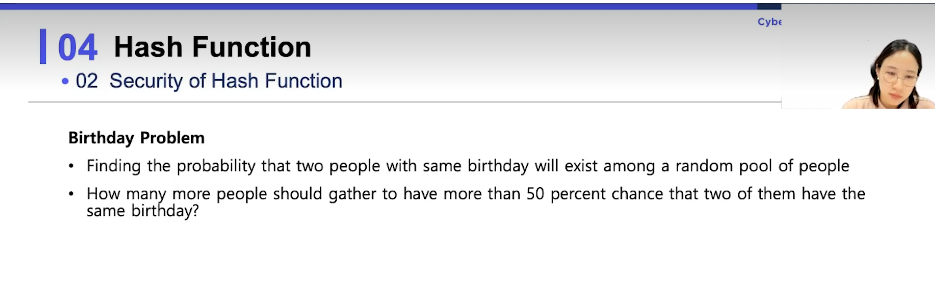 Cybe
04 Hash Function
• 02 Security of Hash Function
Birthday Problem
• Finding the probability that two people with same birthday will exist among a random pool of people
• How many more people should gather to have more than 50 percent chance that two of them have the
same birthday?